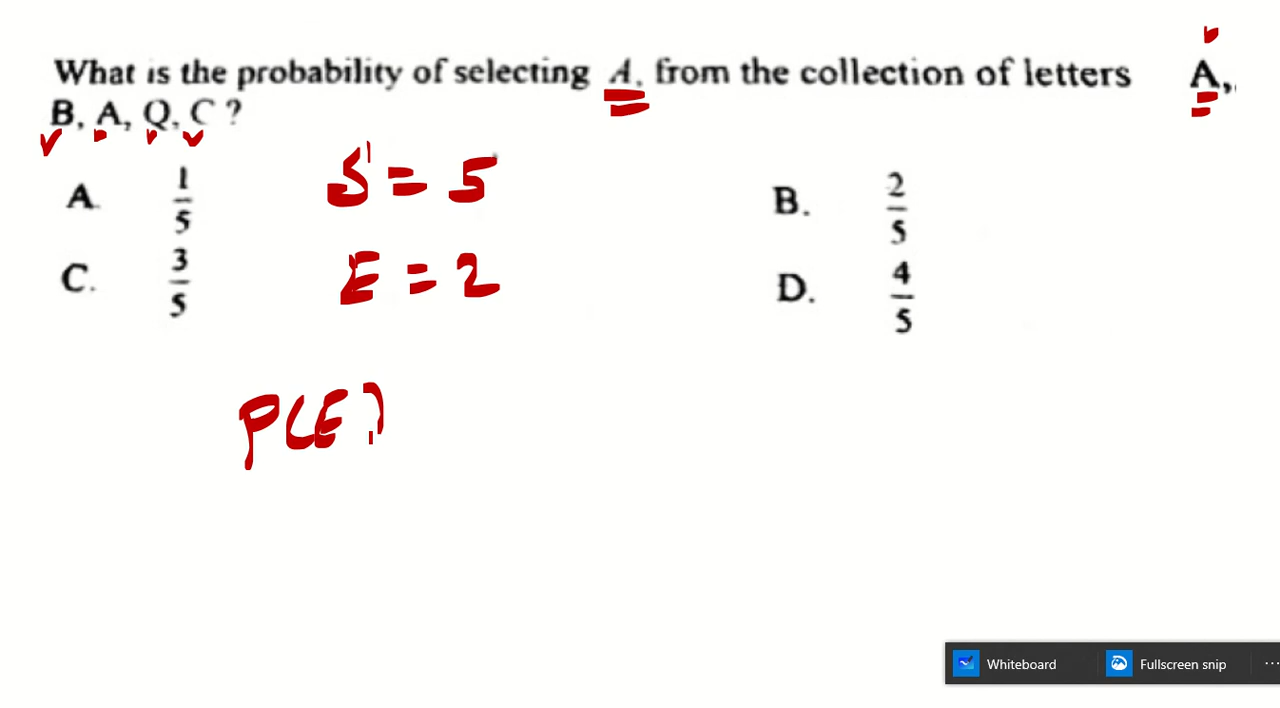 What is the probability of selecting A, from the collection of letters A,
B, A, Q, C ?
A. 1/5 S = 5 B. 2/5
C. 3/5 E = 2 D. 4/5
P(E)
Whiteboard Fullscreen snip ...